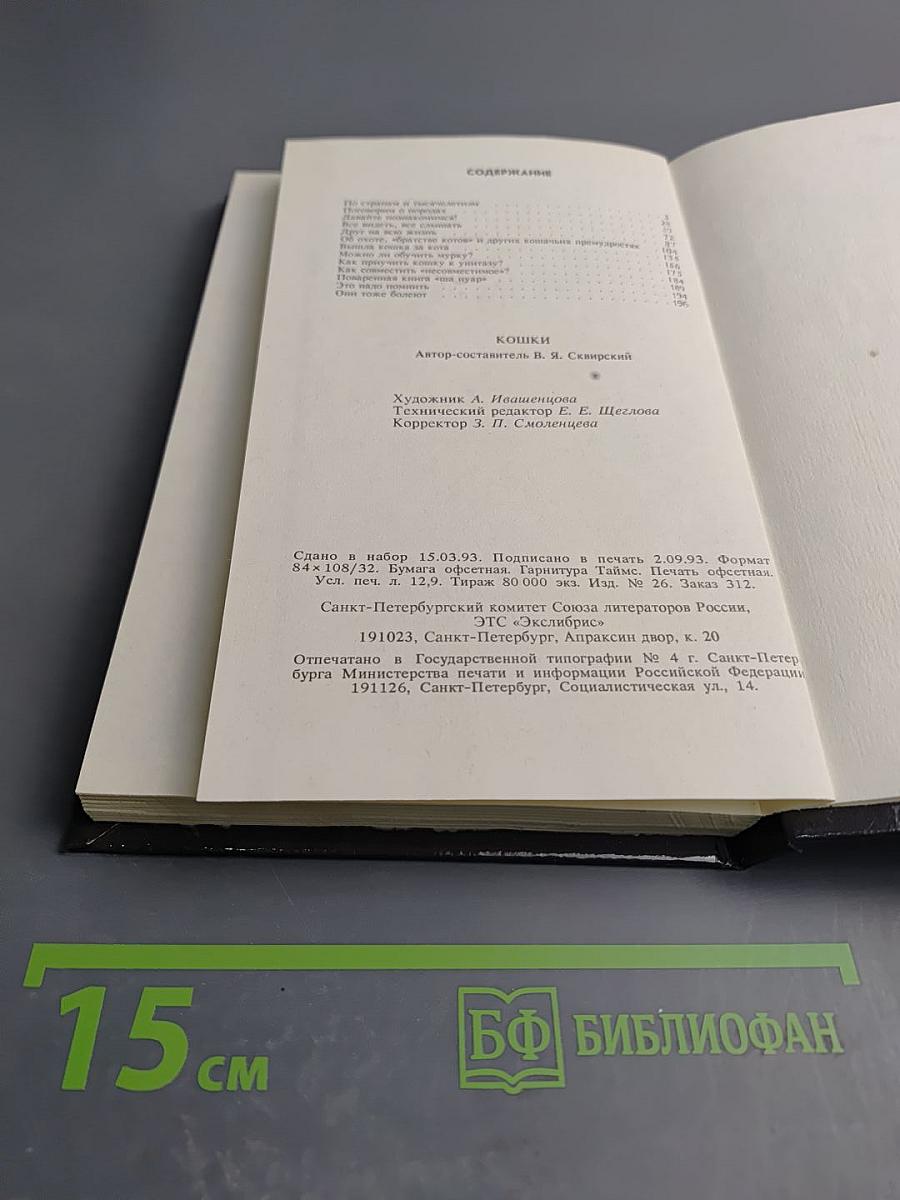 СОДЕРЖАНИЕ
По странам и тысячелетиям
Поговорим о породах
Давайте познакомимся! 3
Все видеть, все слышать
Друг на всю жизнь
Об охоте, «братстве котов» и других кошачьих премудростях
Вышла кошка за кота
Можно ли обучить мурку?
Как приучить кошку к унитазу?
Как совместить «несовместимое»?
Поваренная книга «ша нуар» 184
Это надо помнить 189
Они тоже болеют 194
196
КОШКИ
Автор-составитель В. Я. Сквирский
Художник А. Ивашенцова
Технический редактор Е. Е. Щеглова
Корректор З. П. Смоленцева
Сдано в набор 15.03.93. Подписано в печать 2.09.93. Формат
84×108/32. Бумага офсетная. Гарнитура Таймс. Печать офсетная.
Усл. печ. л. 12,9. Тираж 80 000 экз. Изд. № 26. Заказ 312.
Санкт-Петербургский комитет Союза литераторов России,
ЭТС «Экслибрис»
191023, Санкт-Петербург, Апраксин двор, к. 20
Отпечатано в Государственной типографии № 4 г. Санкт-Петер
бурга Министерства печати и информации Российской Федерации
191126, Санкт-Петербург, Социалистическая ул., 14.
15 см
БФ БИБЛИОФАН